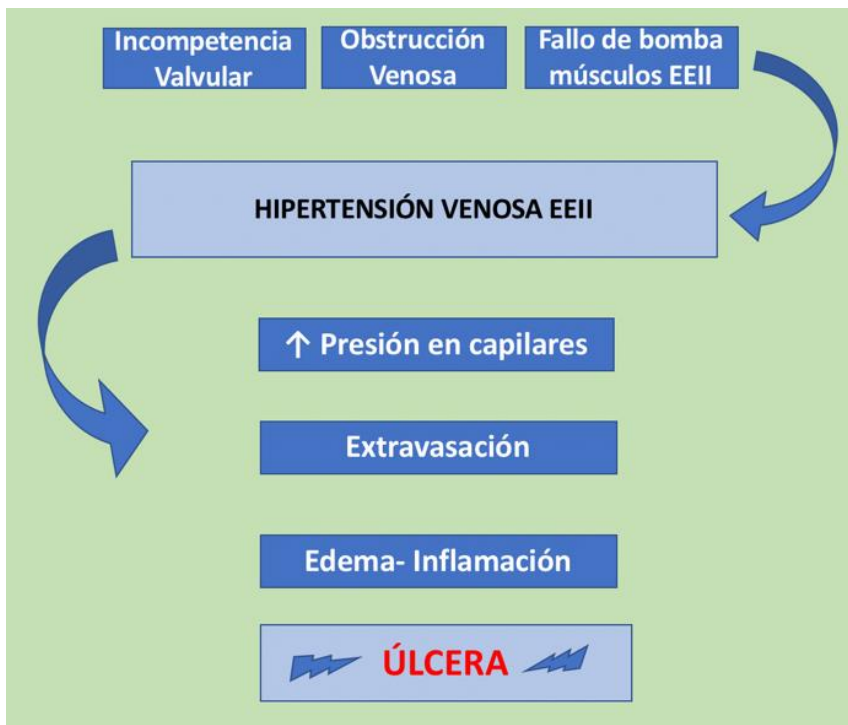 Incompetencia
Valvular
Obstrucción
Venosa
Fallo de bomba
músculos EEII
HIPERTENSIÓN VENOSA EEII
↑ Presión en capilares
Extravasación
Edema- Inflamación
ÚLCERA